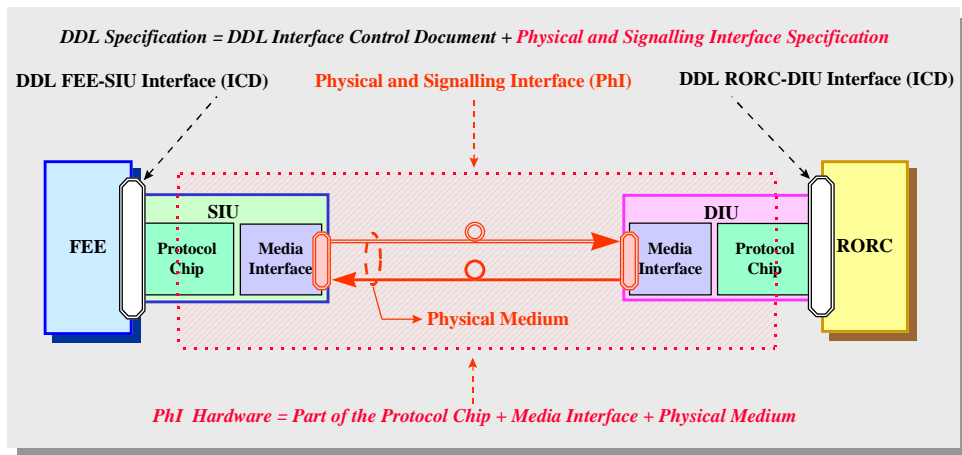 DDL Specification = DDL Interface Control Document + Physical and Signalling Interface Specification
DDL FEE-SIU Interface (ICD)
Physical and Signalling Interface (PhI)
DDL RORC-DIU Interface (ICD)
FEE
SIU
Protocol
Chip
Media
Interface
DIU
Media
Interface
Protocol
Chip
RORC
Physical Medium
PhI Hardware = Part of the Protocol Chip + Media Interface + Physical Medium